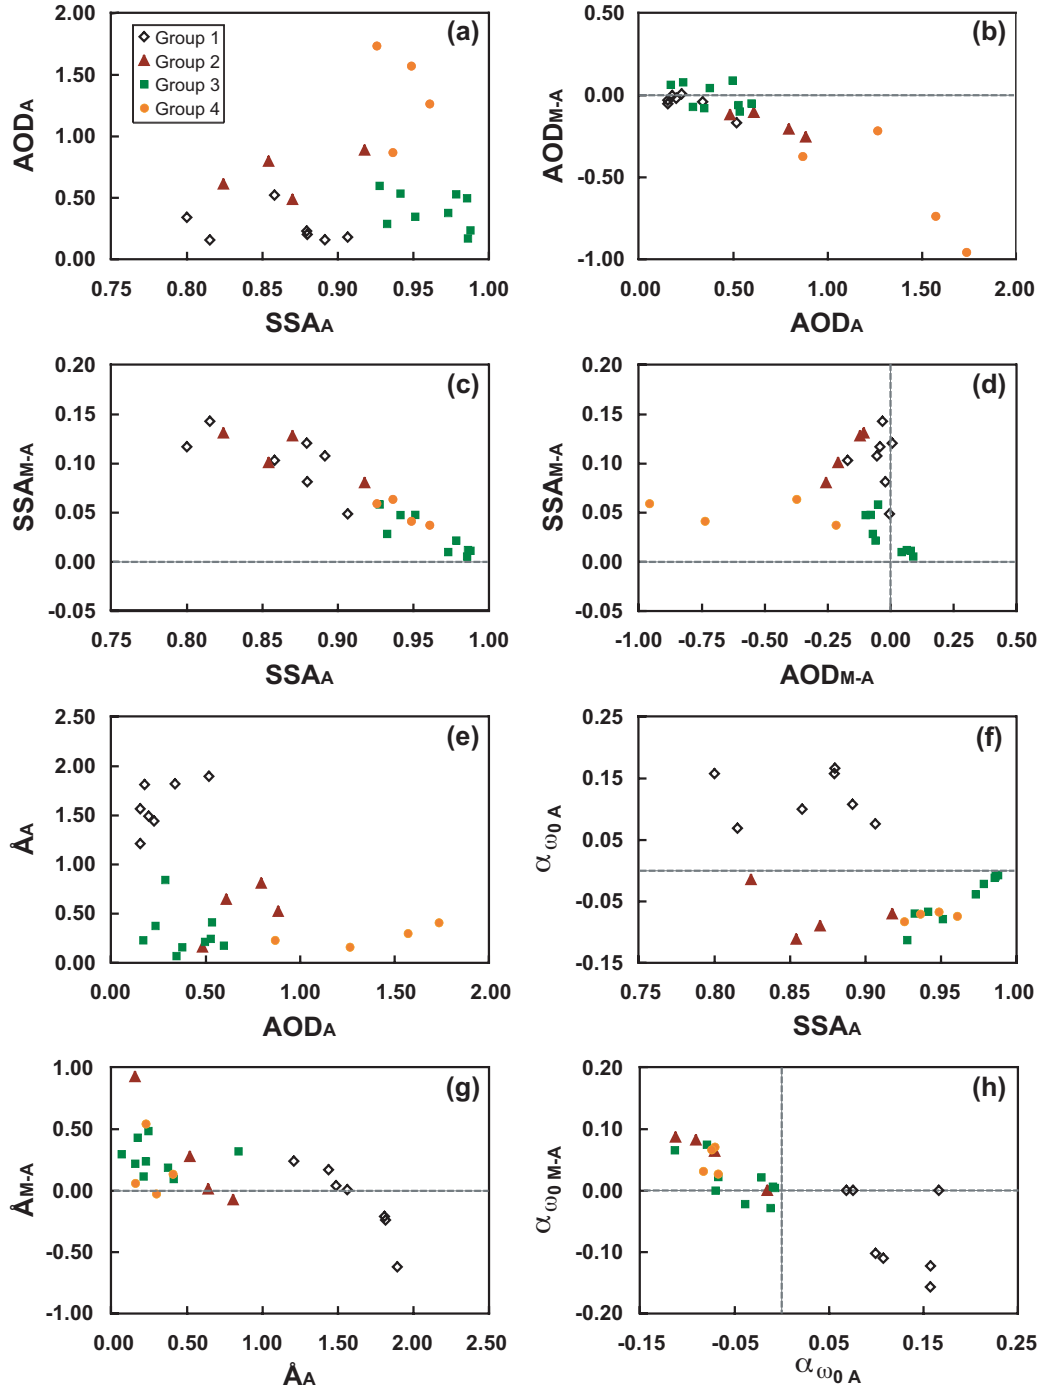 2.00
1.50
1.00
0.50
0.00
AODA
Group 1
Group 2
Group 3
Group 4
(a)
0.75 0.80 0.85 0.90 0.95 1.00
SSAA
0.50
0.00
-0.50
-1.00
AODM-A
(b)
0.00 0.50 1.00 1.50 2.00
AODA
0.20
0.15
0.10
0.05
0.00
-0.05
SSAM-A
(c)
0.75 0.80 0.85 0.90 0.95 1.00
SSAA
0.20
0.15
0.10
0.05
0.00
-0.05
SSAM-A
(d)
-1.00 -0.75 -0.50 -0.25 0.00 0.25 0.50
AODM-A
2.50
2.00
1.50
1.00
0.50
0.00
ÅA
(e)
0.00 0.50 1.00 1.50 2.00
AODA
0.25
0.15
0.05
-0.05
-0.15
αω0 A
(f)
0.75 0.80 0.85 0.90 0.95 1.00
SSAA
1.00
0.50
0.00
-0.50
-1.00
ÅM-A
(g)
0.00 0.50 1.00 1.50 2.00 2.50
ÅA
0.20
0.10
0.00
-0.10
-0.20
αω0 M-A
(h)
-0.15 -0.05 0.05 0.15 0.25
αω0 A